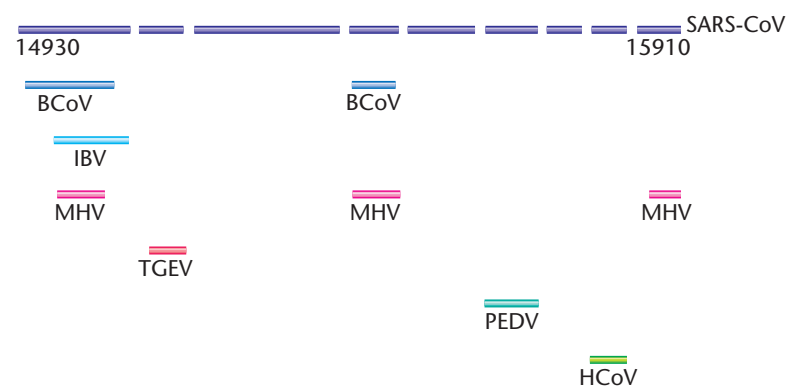 SARS-CoV
14930 15910
BCoV BCoV
IBV
MHV MHV MHV
TGEV
PEDV
HCoV